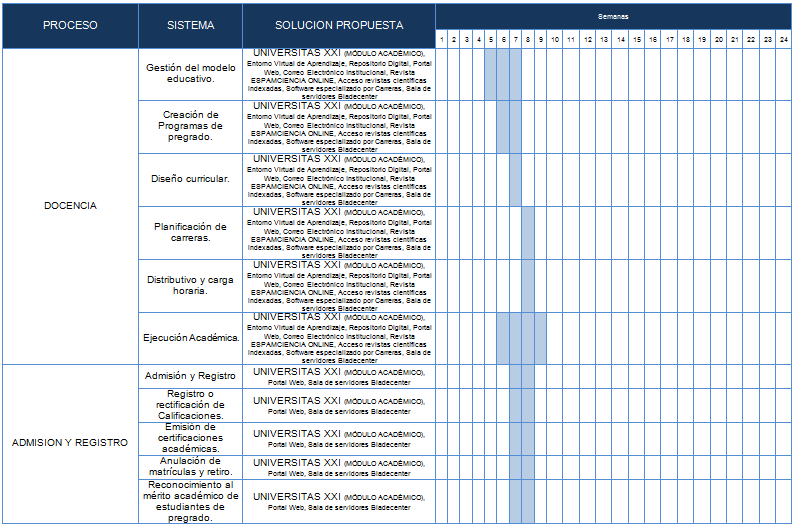 PROCESO
SISTEMA
SOLUCION PROPUESTA
Semanas
1 2 3 4 5 6 7 8 9 10 11 12 13 14 15 16 17 18 19 20 21 22 23 24
DOCENCIA
Gestión del modelo
educativo.
UNIVERSITAS XXI (MÓDULO ACADÉMICO),
Entorno Virtual de Aprendizaje, Repositorio Digital, Portal
Web, Correo Electrónico Institucional, Revista
ESPAMCIENCIA ONLINE, Acceso revistas científicas
indexadas, Software especializado por Carreras, Sala de
servidores Bladecenter
Creación de
Programas de
pregrado.
UNIVERSITAS XXI (MÓDULO ACADÉMICO),
Entorno Virtual de Aprendizaje, Repositorio Digital, Portal
Web, Correo Electrónico Institucional, Revista
ESPAMCIENCIA ONLINE, Acceso revistas científicas
indexadas, Software especializado por Carreras, Sala de
servidores Bladecenter
Diseño curricular.
UNIVERSITAS XXI (MÓDULO ACADÉMICO),
Entorno Virtual de Aprendizaje, Repositorio Digital, Portal
Web, Correo Electrónico Institucional, Revista
ESPAMCIENCIA ONLINE, Acceso revistas científicas
indexadas, Software especializado por Carreras, Sala de
servidores Bladecenter
Planificación de
carreras.
UNIVERSITAS XXI (MÓDULO ACADÉMICO),
Entorno Virtual de Aprendizaje, Repositorio Digital, Portal
Web, Correo Electrónico Institucional, Revista
ESPAMCIENCIA ONLINE, Acceso revistas científicas
indexadas, Software especializado por Carreras, Sala de
servidores Bladecenter
Distributivo y carga
horaria.
UNIVERSITAS XXI (MÓDULO ACADÉMICO),
Entorno Virtual de Aprendizaje, Repositorio Digital, Portal
Web, Correo Electrónico Institucional, Revista
ESPAMCIENCIA ONLINE, Acceso revistas científicas
indexadas, Software especializado por Carreras, Sala de
servidores Bladecenter
Ejecución Académica.
UNIVERSITAS XXI (MÓDULO ACADÉMICO),
Entorno Virtual de Aprendizaje, Repositorio Digital, Portal
Web, Correo Electrónico Institucional, Revista
ESPAMCIENCIA ONLINE, Acceso revistas científicas
indexadas, Software especializado por Carreras, Sala de
servidores Bladecenter
ADMISION Y REGISTRO
Admisión y Registro
UNIVERSITAS XXI (MÓDULO ACADÉMICO),
Portal Web, Sala de servidores Bladecenter
Registro o
rectificación de
Calificaciones.
UNIVERSITAS XXI (MÓDULO ACADÉMICO),
Portal Web, Sala de servidores Bladecenter
Emisión de
certificaciones
académicas.
UNIVERSITAS XXI (MÓDULO ACADÉMICO),
Portal Web, Sala de servidores Bladecenter
Anulación de
matrículas y retiro.
UNIVERSITAS XXI (MÓDULO ACADÉMICO),
Portal Web, Sala de servidores Bladecenter
Reconocimiento al
mérito académico de
estudiantes de
pregrado.
UNIVERSITAS XXI (MÓDULO ACADÉMICO),
Portal Web, Sala de servidores Bladecenter